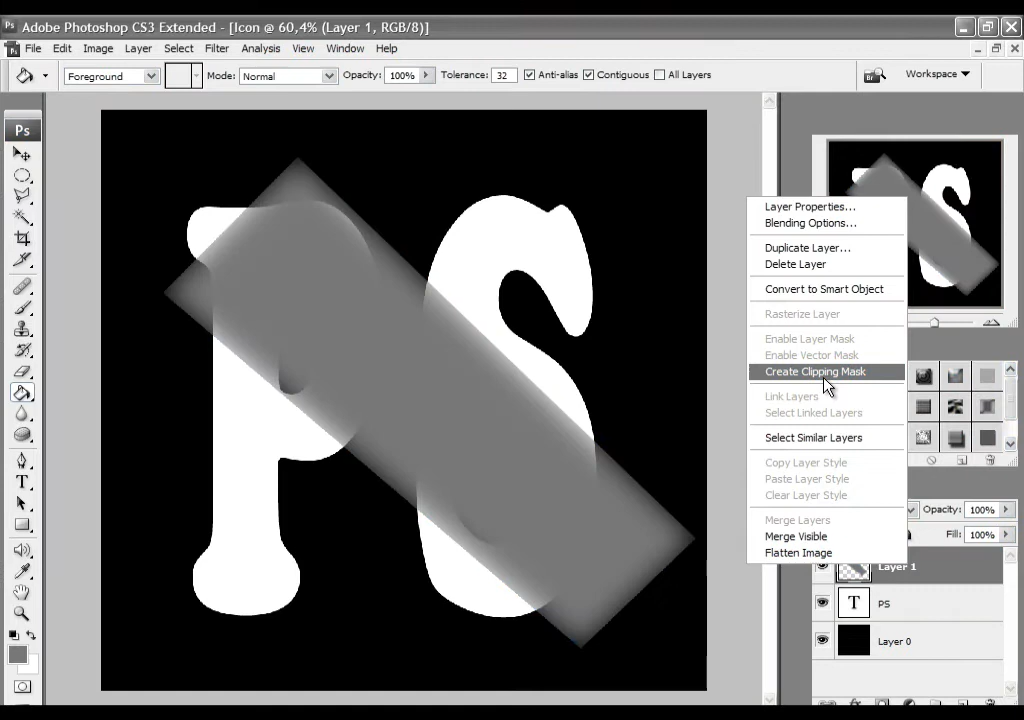 Ps Adobe Photoshop CS3 Extended - [Icon @ 60,4% (Layer 1, RGB/8)]
Ps File Edit Image Layer Select Filter Analysis View Window Help
Foreground Mode: Normal Opacity: 100% Tolerance: 32 Anti-alias Contiguous All Layers Br Workspace
Ps
PS
Layer Properties...
Blending Options...
Duplicate Layer...
Delete Layer
Convert to Smart Object
Rasterize Layer
Enable Layer Mask
Enable Vector Mask
Create Clipping Mask
Link Layers
Select Linked Layers
Select Similar Layers
Copy Layer Style
Paste Layer Style
Clear Layer Style
Merge Layers
Merge Visible
Flatten Image
Opacity: 100%
Fill: 100%
Layer 1
T PS
Layer 0